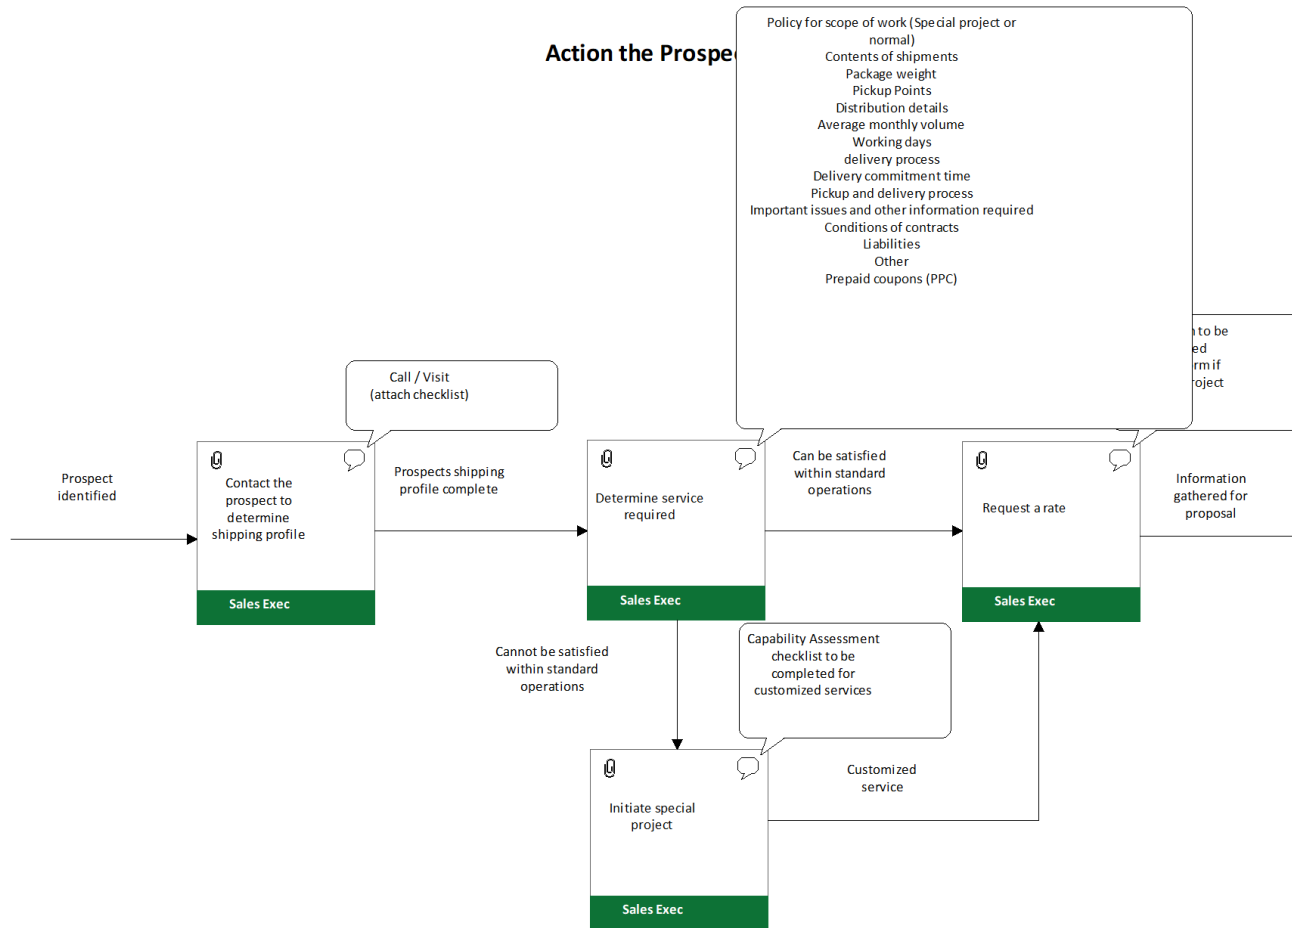 Action the
Policy for scope of work (Special project or
normal)
Contents of shipments
Package weight
Pickup Points
Distribution details
Average monthly volume
Working days
delivery process
Delivery commitment time
Pickup and delivery process
Important issues and other information required
Conditions of contracts
Liabilities
Other
Prepaid coupons (PPC)
to be
if
Call / Visit
(attach checklist)
Prospect
identified
Contact the
prospect to
determine
shipping profile
Sales Exec
Prospects shipping
profile complete
Determine service
required
Sales Exec
Can be satisfied
within standard
operations
Request a rate
Sales Exec
Information
gathered for
proposal
Cannot be satisfied
within standard
operations
Capability Assessment
checklist to be
completed for
customized services
Initiate special
project
Sales Exec
Customized
service